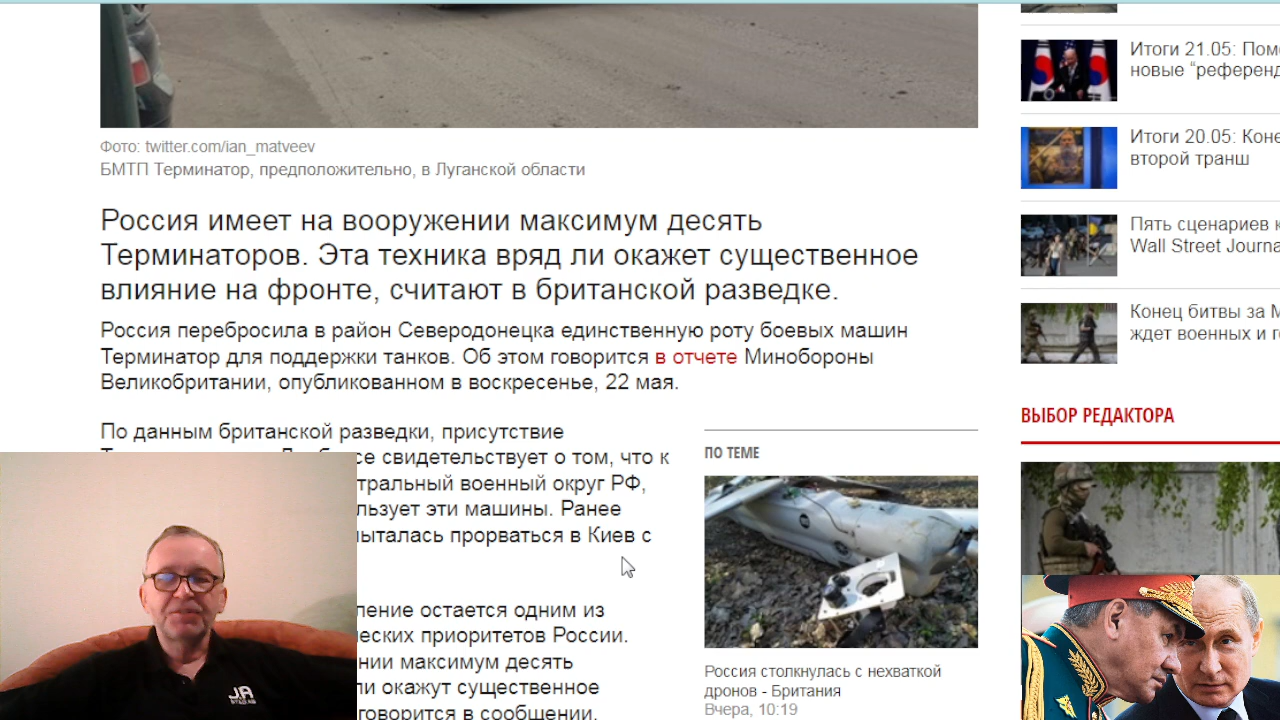 Фото: twitter.com/ian_matveev
БМТП Терминатор, предположительно, в Луганской области
Россия имеет на вооружении максимум десять
Терминаторов. Эта техника вряд ли окажет существенное
влияние на фронте, считают в британской разведке.
Россия перебросила в район Северодонецка единственную роту боевых машин
Терминатор для поддержки танков. Об этом говорится в отчете Минобороны
Великобритании, опубликованном в воскресенье, 22 мая.
По данным британской разведки, присутствие
свидетельствует о том, что к
тральный военный округ РФ,
льзует эти машины. Ранее
ыталась прорваться в Киев с
ление остается одним из
еских приоритетов России.
нии максимум десять
ли окажут существенное
говорится в сообщении.
ПО ТЕМЕ
Россия столкнулась с нехваткой
дронов - Британия
Вчера, 10:19
Итоги 21.05: Пом
новые "референд
Итоги 20.05: Коне
второй транш
Пять сценариев к
Wall Street Journa
Конец битвы за М
ждет военных и г
ВЫБОР РЕДАКТОРА
JA